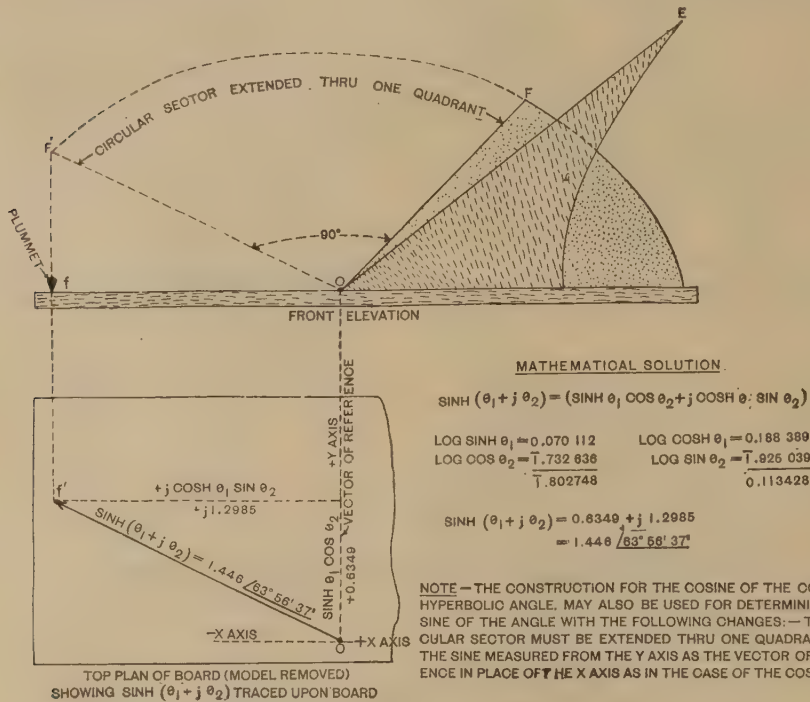 E
CIRCULAR SECTOR EXTENDED THRU ONE QUADRANT
F
F'
90°
PLUMMET
f
O
FRONT ELEVATION
MATHEMATICAL SOLUTION
SINH (θ₁ + j θ₂) = (SINH θ₁ COS θ₂ + j COSH θ₁ SIN θ₂)
LOG SINH θ₁ = 0.070 112
LOG COSH θ₁ = 0.188 389
LOG COS θ₂ = 1̅.732 636
LOG SIN θ₂ = 1̅.925 039
1̅.802748
0.113428
SINH (θ₁ + j θ₂) = 0.6349 + j 1.2985
= 1.446 /63° 56' 37"
+Y AXIS
VECTOR OF REFERENCE
f'
+j COSH θ₁ SIN θ₂
+j1.2985
SINH (θ₁ + j θ₂) = 1.446 /63° 56' 37"
SINH θ₁ COS θ₂
+0.6349
–X AXIS
O
+X AXIS
TOP PLAN OF BOARD (MODEL REMOVED)
SHOWING SINH (θ₁ + j θ₂) TRACED UPON BOARD
NOTE – THE CONSTRUCTION FOR THE COSINE OF THE CO
HYPERBOLIC ANGLE, MAY ALSO BE USED FOR DETERMINI
SINE OF THE ANGLE WITH THE FOLLOWING CHANGES: – T
CULAR SECTOR MUST BE EXTENDED THRU ONE QUADRA
THE SINE MEASURED FROM THE Y AXIS AS THE VECTOR OF
ENCE IN PLACE OF THE X AXIS AS IN THE CASE OF THE COS